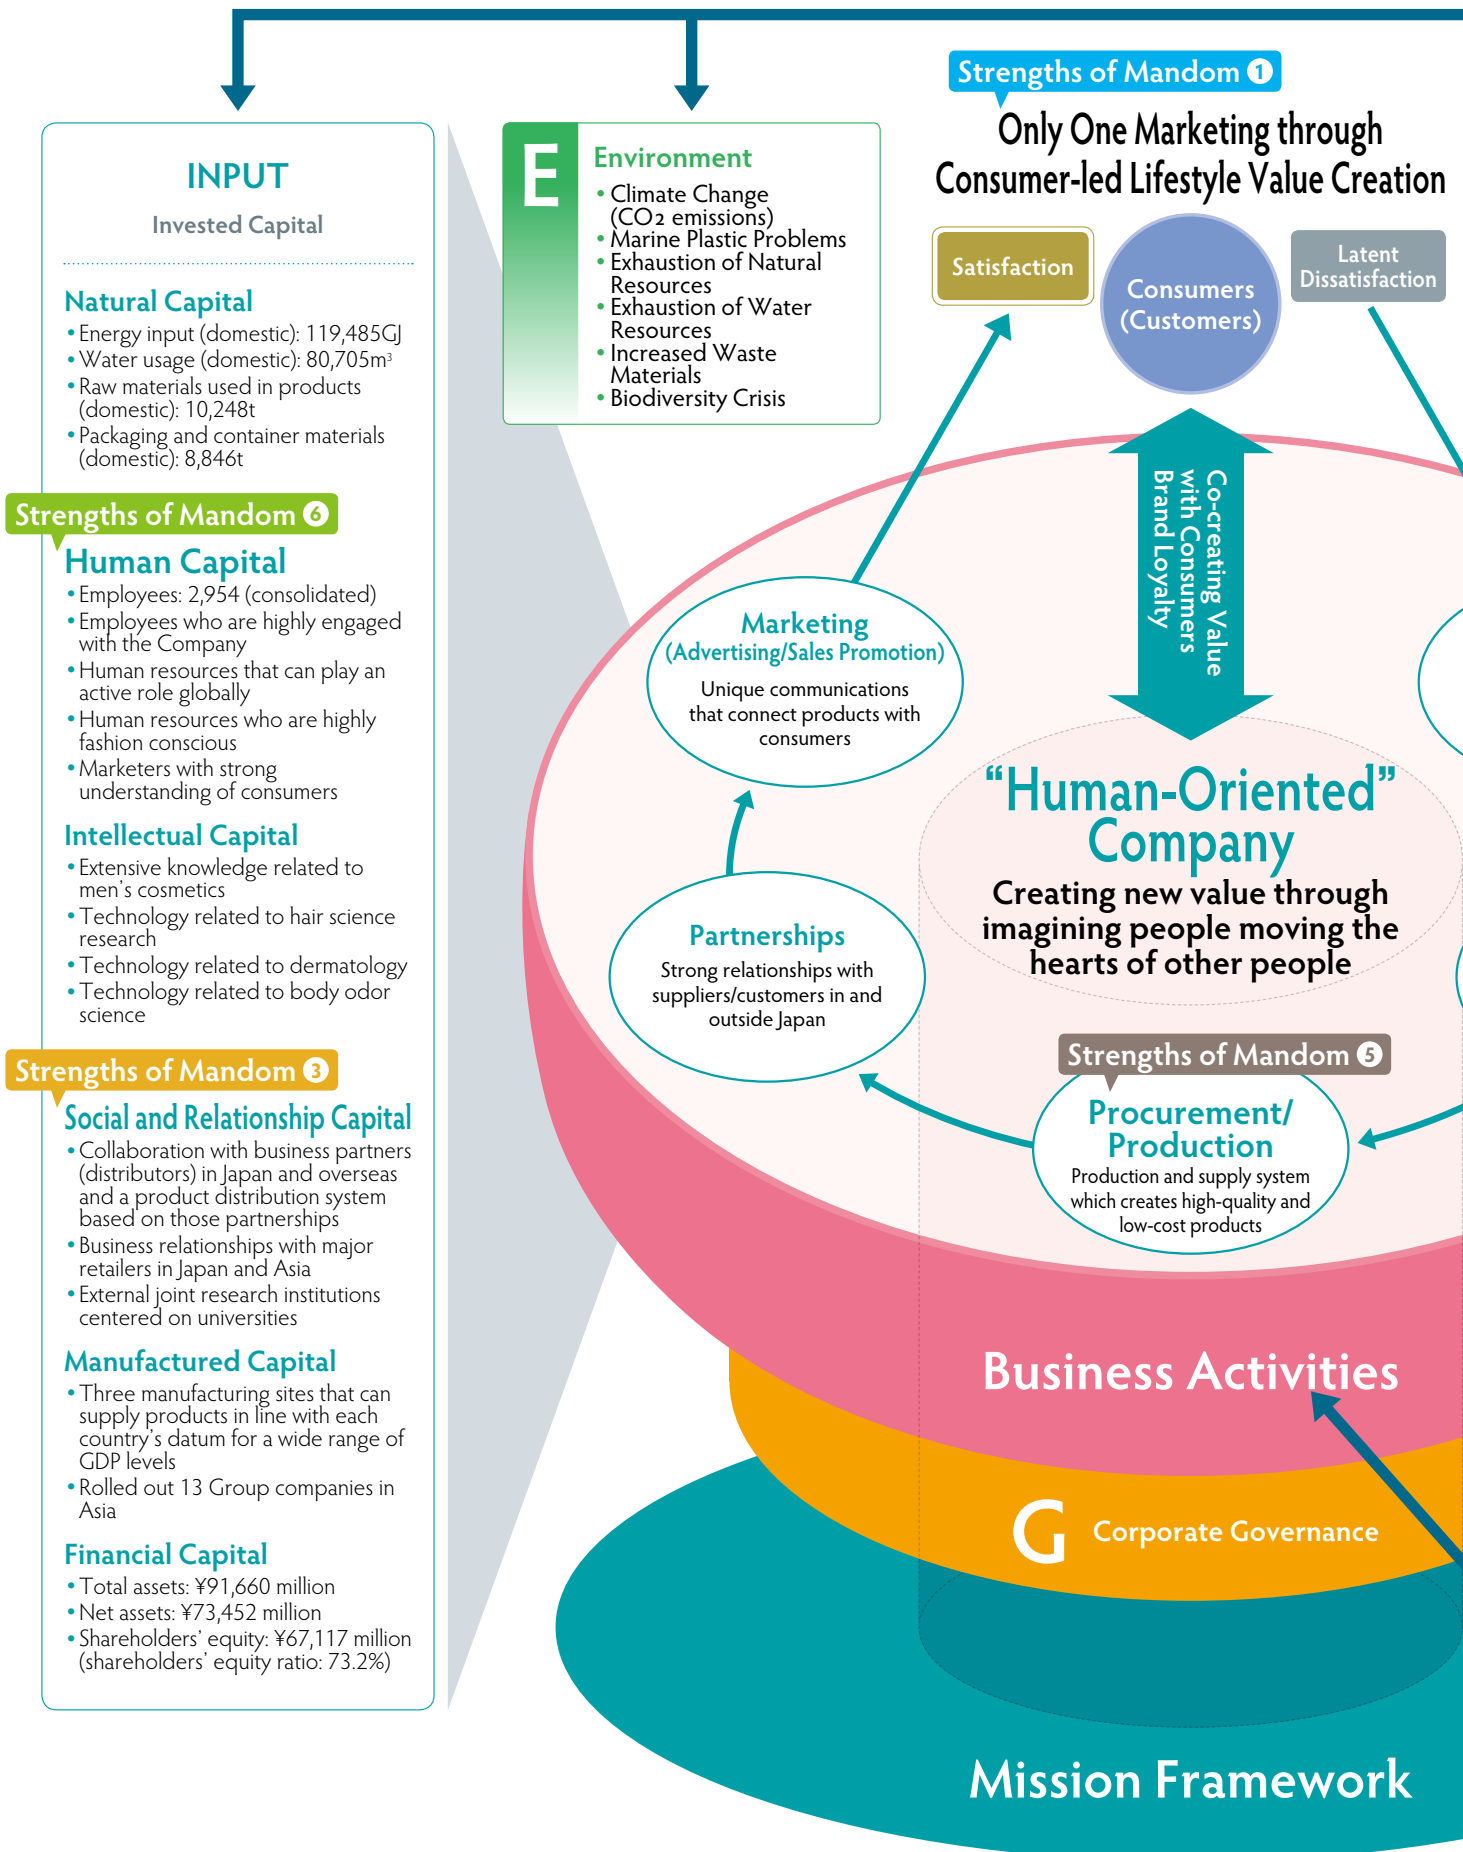 INPUT
Invested Capital
Natural Capital
• Energy input (domestic): 119,485GJ
• Water usage (domestic): 80,705m³
• Raw materials used in products
(domestic): 10,248t
• Packaging and container materials
(domestic): 8,846t
Strengths of Mandom ❻
Human Capital
• Employees: 2,954 (consolidated)
• Employees who are highly engaged
with the Company
• Human resources that can play an
active role globally
• Human resources who are highly
fashion conscious
• Marketers with strong
understanding of consumers
Intellectual Capital
• Extensive knowledge related to
men's cosmetics
• Technology related to hair science
research
• Technology related to dermatology
• Technology related to body odor
science
Strengths of Mandom ❸
Social and Relationship Capital
• Collaboration with business partners
(distributors) in Japan and overseas
and a product distribution system
based on those partnerships
• Business relationships with major
retailers in Japan and Asia
• External joint research institutions
centered on universities
Manufactured Capital
• Three manufacturing sites that can
supply products in line with each
country's datum for a wide range of
GDP levels
• Rolled out 13 Group companies in
Asia
Financial Capital
• Total assets: ¥91,660 million
• Net assets: ¥73,452 million
• Shareholders' equity: ¥67,117 million
(shareholders' equity ratio: 73.2%)
E
Environment
• Climate Change
(CO2 emissions)
• Marine Plastic Problems
• Exhaustion of Natural
Resources
• Exhaustion of Water
Resources
• Increased Waste
Materials
• Biodiversity Crisis
Strengths of Mandom ❶
Only One Marketing through
Consumer-led Lifestyle Value Creation
Satisfaction
Consumers
(Customers)
Latent
Dissatisfaction
Co-creating Value
with Consumers
Brand Loyalty
Marketing
(Advertising/Sales Promotion)
Unique communications
that connect products with
consumers
"Human-Oriented"
Company
Creating new value through
imagining people moving the
hearts of other people
Partnerships
Strong relationships with
suppliers/customers in and
outside Japan
Strengths of Mandom ❺
Procurement/
Production
Production and supply system
which creates high-quality and
low-cost products
Business Activities
G
Corporate Governance
Mission Framework